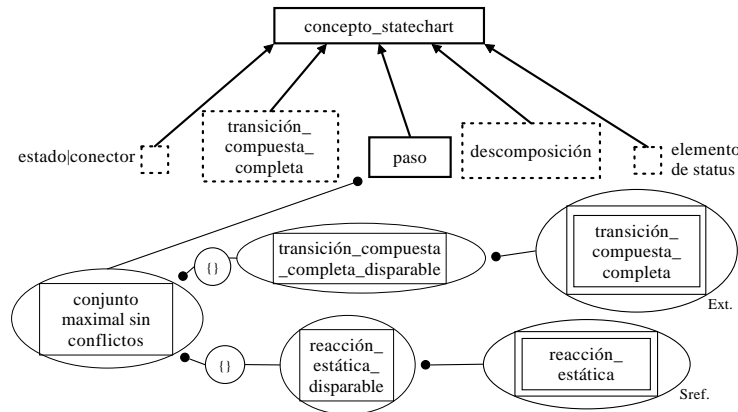 concepto_statechart
estado|conector
transición_
compuesta_
completa
paso
descomposición
elemento
de status
{}
transición_compuesta
_completa_disparable
transición_
compuesta_
completa
Ext.
conjunto
maximal sin
conflictos
{}
reacción_
estática_
disparable
reacción_
estática
Sref.